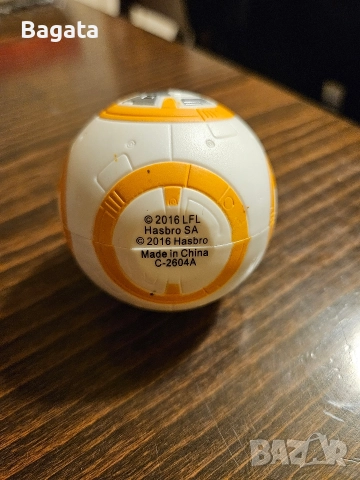 Bagata
© 2016 LFL
Hasbro SA
© 2016 Hasbro
Made in China
C-2604A
BAZAR